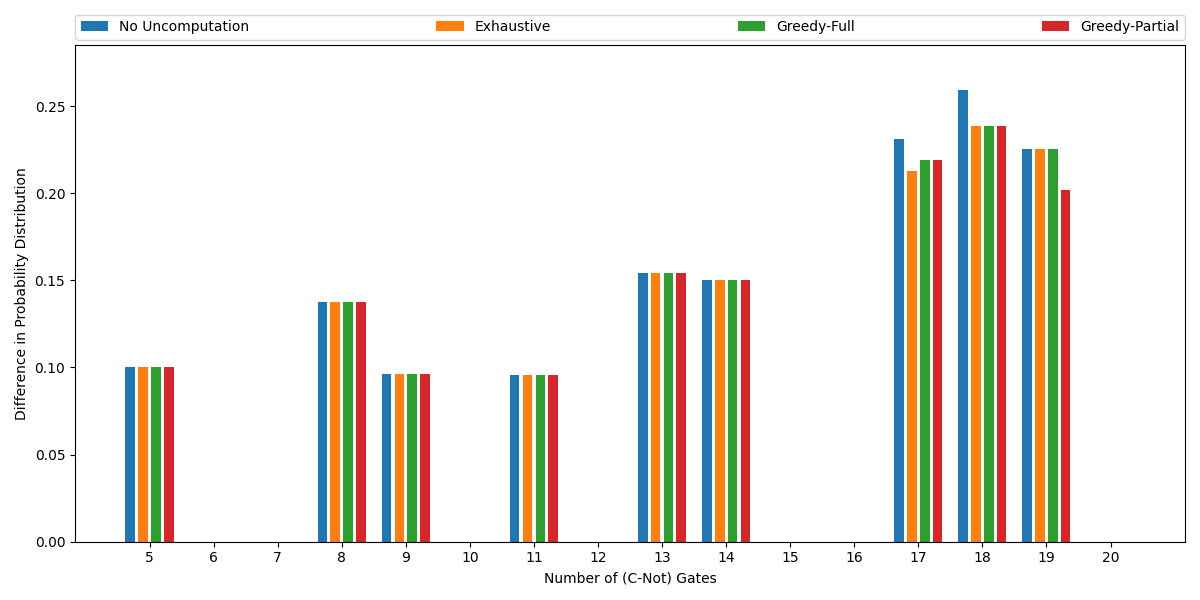 No Uncomputation Exhaustive Greedy-Full Greedy-Partial
Difference in Probability Distribution
0.25
0.20
0.15
0.10
0.05
0.00
5 6 7 8 9 10 11 12 13 14 15 16 17 18 19 20
Number of (C-Not) Gates